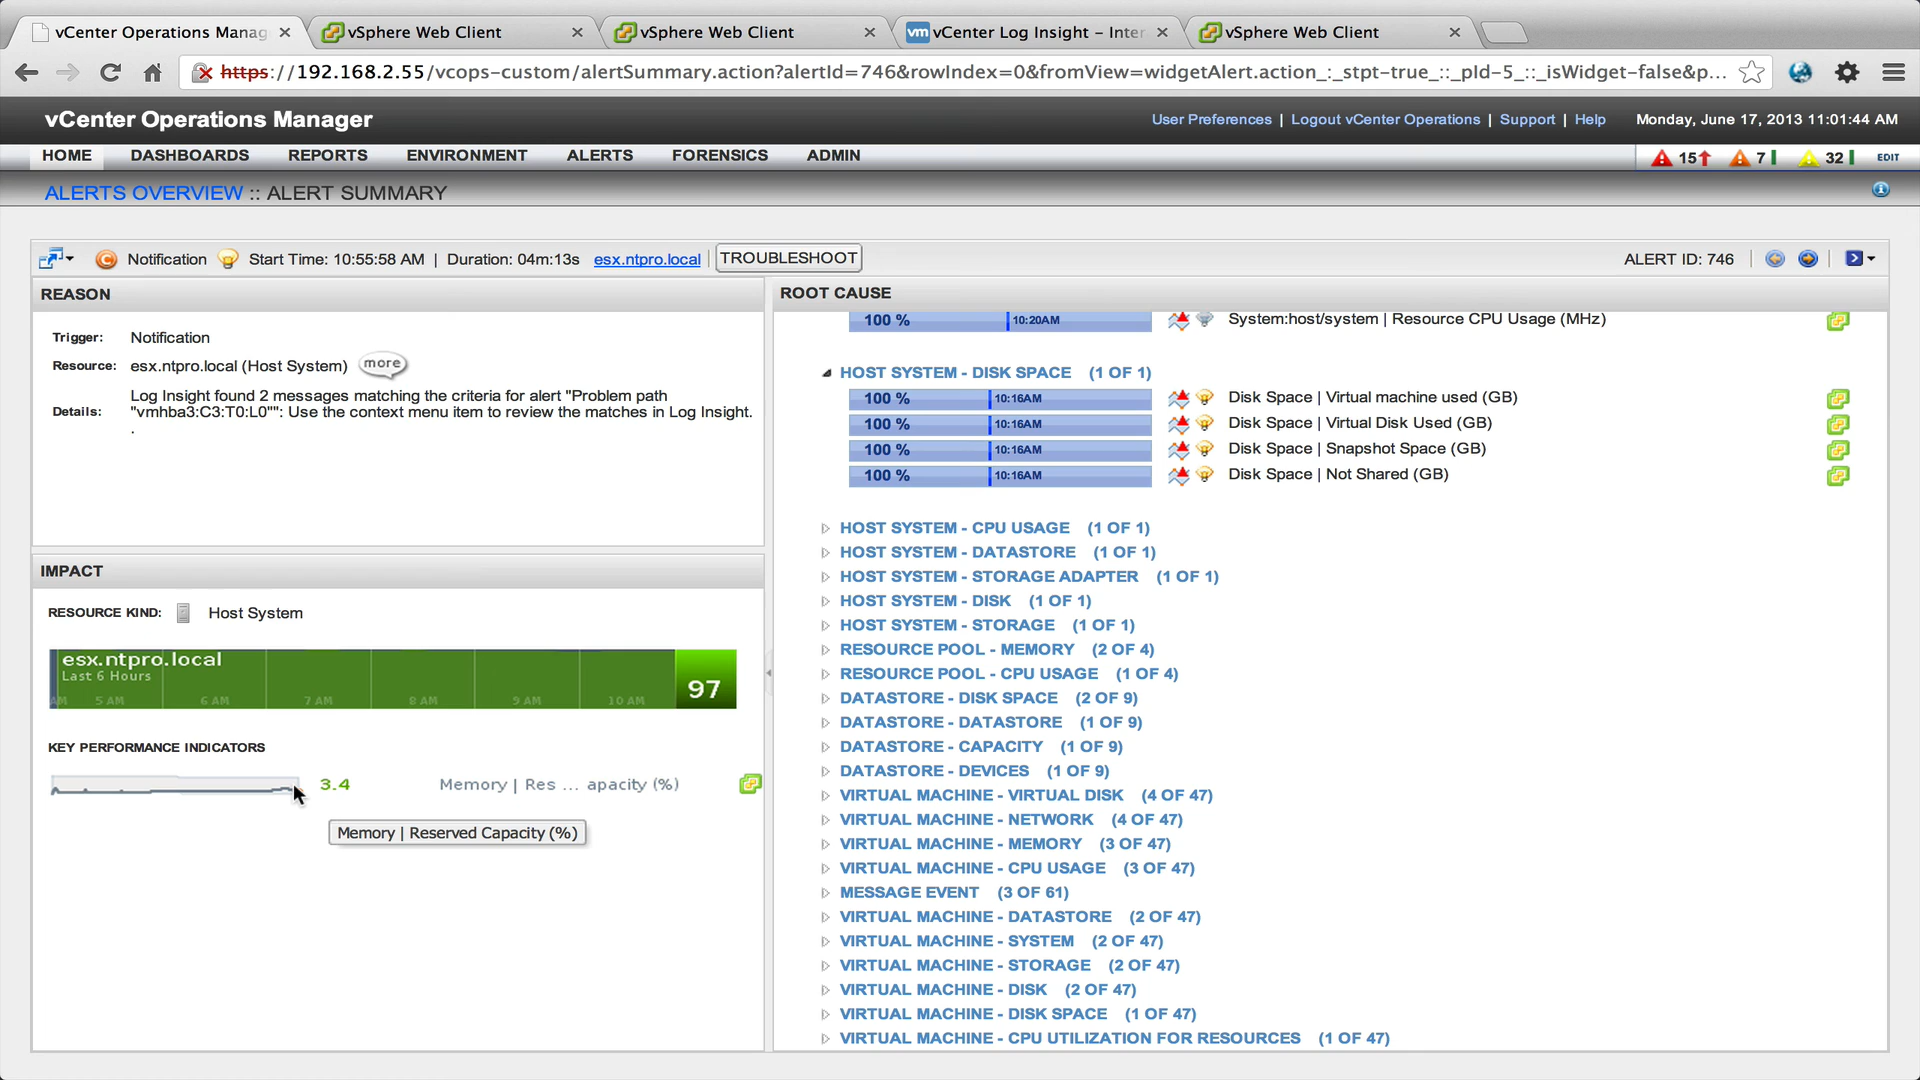 vCenter Operations Manag
vSphere Web Client
vSphere Web Client
vm vCenter Log Insight – Inter
vSphere Web Client
https://192.168.2.55/vcops-custom/alertSummary.action?alertId=746&rowIndex=0&fromView=widgetAlert.action_:_stpt-true_::_pId-5_::_isWidget-false&p...
vCenter Operations Manager
User Preferences | Logout vCenter Operations | Support | Help
Monday, June 17, 2013 11:01:44 AM
HOME DASHBOARDS REPORTS ENVIRONMENT ALERTS FORENSICS ADMIN
15 7 32 EDIT
ALERTS OVERVIEW :: ALERT SUMMARY
Notification Start Time: 10:55:58 AM | Duration: 04m:13s esx.ntpro.local | TROUBLESHOOT
ALERT ID: 746
REASON
Trigger: Notification
Resource: esx.ntpro.local (Host System) more
Details: Log Insight found 2 messages matching the criteria for alert "Problem path
"vmhba3:C3:T0:L0"": Use the context menu item to review the matches in Log Insight.
.
IMPACT
RESOURCE KIND: Host System
esx.ntpro.local
Last 6 Hours
97
AM 5 AM 6 AM 7 AM 8 AM 9 AM 10 AM
KEY PERFORMANCE INDICATORS
3.4 Memory | Res ... apacity (%)
Memory | Reserved Capacity (%)
ROOT CAUSE
100 % 10:20AM System:host/system | Resource CPU Usage (MHz)
HOST SYSTEM - DISK SPACE (1 OF 1)
100 % 10:16AM Disk Space | Virtual machine used (GB)
100 % 10:16AM Disk Space | Virtual Disk Used (GB)
100 % 10:16AM Disk Space | Snapshot Space (GB)
100 % 10:16AM Disk Space | Not Shared (GB)
HOST SYSTEM - CPU USAGE (1 OF 1)
HOST SYSTEM - DATASTORE (1 OF 1)
HOST SYSTEM - STORAGE ADAPTER (1 OF 1)
HOST SYSTEM - DISK (1 OF 1)
HOST SYSTEM - STORAGE (1 OF 1)
RESOURCE POOL - MEMORY (2 OF 4)
RESOURCE POOL - CPU USAGE (1 OF 4)
DATASTORE - DISK SPACE (2 OF 9)
DATASTORE - DATASTORE (1 OF 9)
DATASTORE - CAPACITY (1 OF 9)
DATASTORE - DEVICES (1 OF 9)
VIRTUAL MACHINE - VIRTUAL DISK (4 OF 47)
VIRTUAL MACHINE - NETWORK (4 OF 47)
VIRTUAL MACHINE - MEMORY (3 OF 47)
VIRTUAL MACHINE - CPU USAGE (3 OF 47)
MESSAGE EVENT (3 OF 61)
VIRTUAL MACHINE - DATASTORE (2 OF 47)
VIRTUAL MACHINE - SYSTEM (2 OF 47)
VIRTUAL MACHINE - STORAGE (2 OF 47)
VIRTUAL MACHINE - DISK (2 OF 47)
VIRTUAL MACHINE - DISK SPACE (1 OF 47)
VIRTUAL MACHINE - CPU UTILIZATION FOR RESOURCES (1 OF 47)